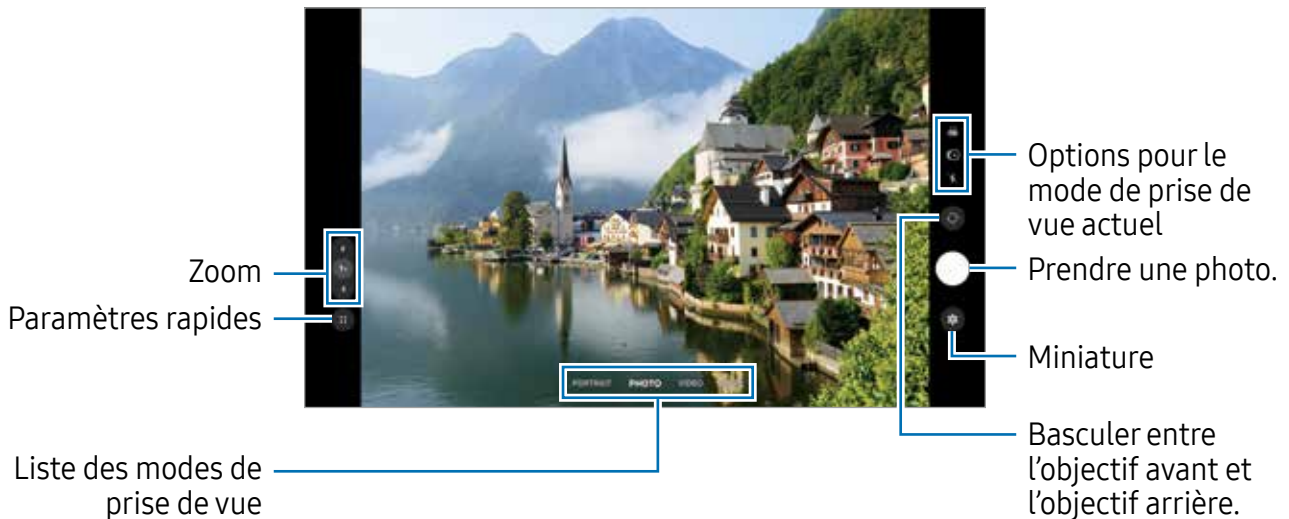 Options pour le
mode de prise de
vue actuel
Zoom
Prendre une photo.
Paramètres rapides
Miniature
PORTRAIT PHOTO VIDEO
Liste des modes de
prise de vue
Basculer entre
l'objectif avant et
l'objectif arrière.